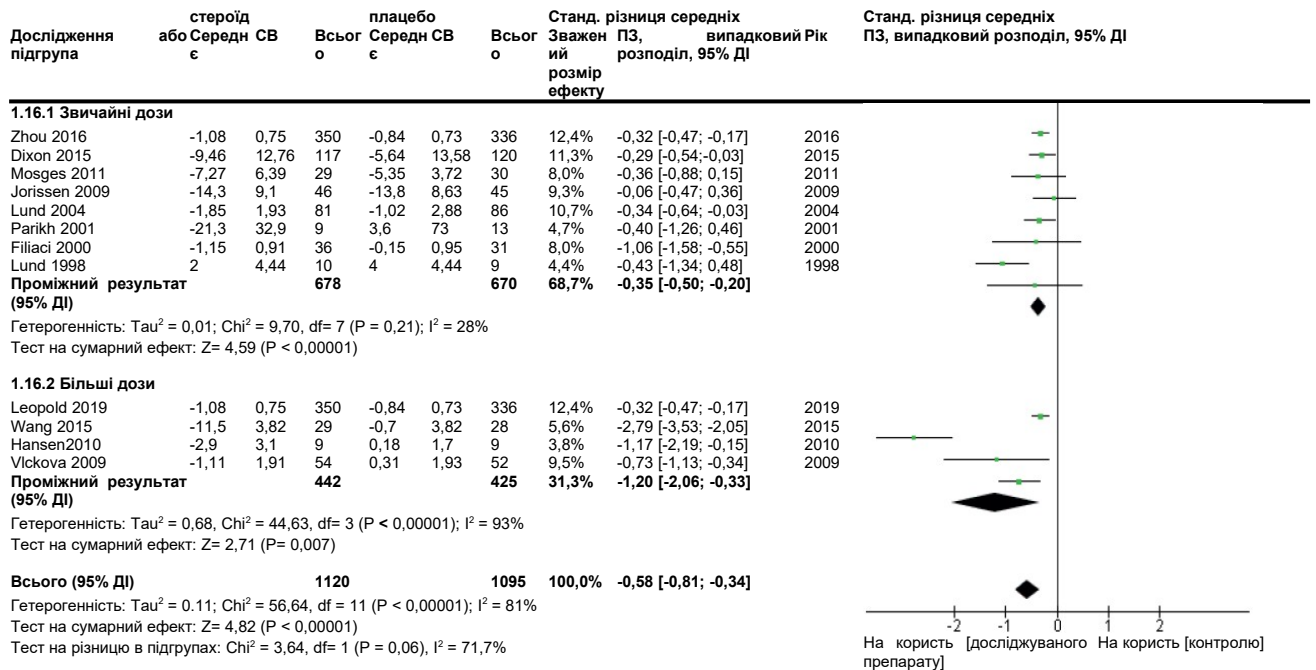 стероїд плацебо Станд. різниця середніх Станд. різниця середніх
Дослідження або Середн СВ Всьог Середн СВ Всьог Зважен ПЗ, випадковий Рік ПЗ, випадковий розподіл, 95% ДІ
підгрупа є о є о ий розподіл, 95% ДІ
розмір
ефекту
1.16.1 Звичайні дози
Zhou 2016 -1,08 0,75 350 -0,84 0,73 336 12,4% -0,32 [-0,47; -0,17] 2016
Dixon 2015 -9,46 12,76 117 -5,64 13,58 120 11,3% -0,29 [-0,54;-0,03] 2015
Mosges 2011 -7,27 6,39 29 -5,35 3,72 30 8,0% -0,36 [-0,88; 0,15] 2011
Jorissen 2009 -14,3 9,1 46 -13,8 8,63 45 9,3% -0,06 [-0,47; 0,36] 2009
Lund 2004 -1,85 1,93 81 -1,02 2,88 86 10,7% -0,34 [-0,64; -0,03] 2004
Parikh 2001 -21,3 32,9 9 3,6 73 13 4,7% -0,40 [-1,26; 0,46] 2001
Filiaci 2000 -1,15 0,91 36 -0,15 0,95 31 8,0% -1,06 [-1,58; -0,55] 2000
Lund 1998 2 4,44 10 4 4,44 9 4,4% -0,43 [-1,34; 0,48] 1998
Проміжний результат 678 670 68,7% -0,35 [-0,50; -0,20]
(95% ДІ)
Гетерогенність: Tau² = 0,01; Chi² = 9,70, df= 7 (P = 0,21); I² = 28%
Тест на сумарний ефект: Z= 4,59 (P < 0,00001)
1.16.2 Більші дози
Leopold 2019 -1,08 0,75 350 -0,84 0,73 336 12,4% -0,32 [-0,47; -0,17] 2019
Wang 2015 -11,5 3,82 29 -0,7 3,82 28 5,6% -2,79 [-3,53; -2,05] 2015
Hansen2010 -2,9 3,1 9 0,18 1,7 9 3,8% -1,17 [-2,19; -0,15] 2010
Vlckova 2009 -1,11 1,91 54 0,31 1,93 52 9,5% -0,73 [-1,13; -0,34] 2009
Проміжний результат 442 425 31,3% -1,20 [-2,06; -0,33]
(95% ДІ)
Гетерогенність: Tau² = 0,68, Chi² = 44,63, df= 3 (P < 0,00001); I² = 93%
Тест на сумарний ефект: Z= 2,71 (P= 0,007)
Всього (95% ДІ) 1120 1095 100,0% -0,58 [-0,81; -0,34]
Гетерогенність: Tau² = 0.11; Chi² = 56,64, df = 11 (P < 0,00001); I² = 81%
Тест на сумарний ефект: Z= 4,82 (P < 0,00001)
Тест на різницю в підгрупах: Chi² = 3,64, df= 1 (P = 0,06), I² = 71,7%
-2 -1 0 1 2
На користь [досліджуваного На користь [контролю]
препарату]